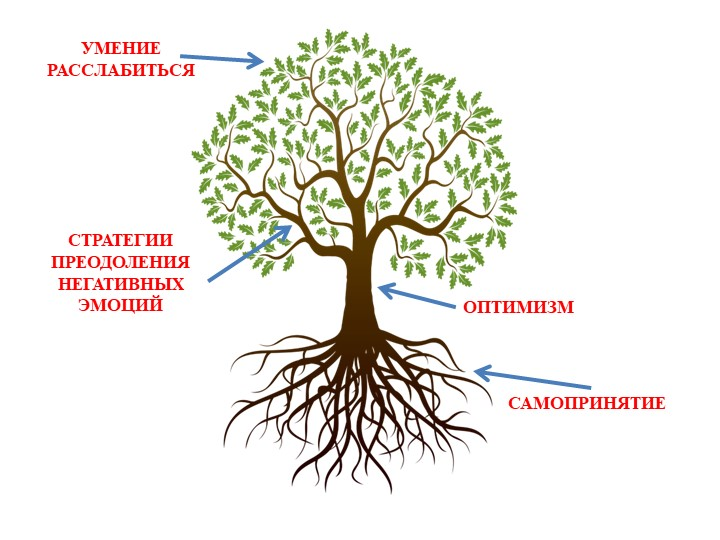 УМЕНИЕ
РАССЛАБИТЬСЯ
СТРАТЕГИИ
ПРЕОДОЛЕНИЯ
НЕГАТИВНЫХ
ЭМОЦИЙ
ОПТИМИЗМ
САМОПРИНЯТИЕ